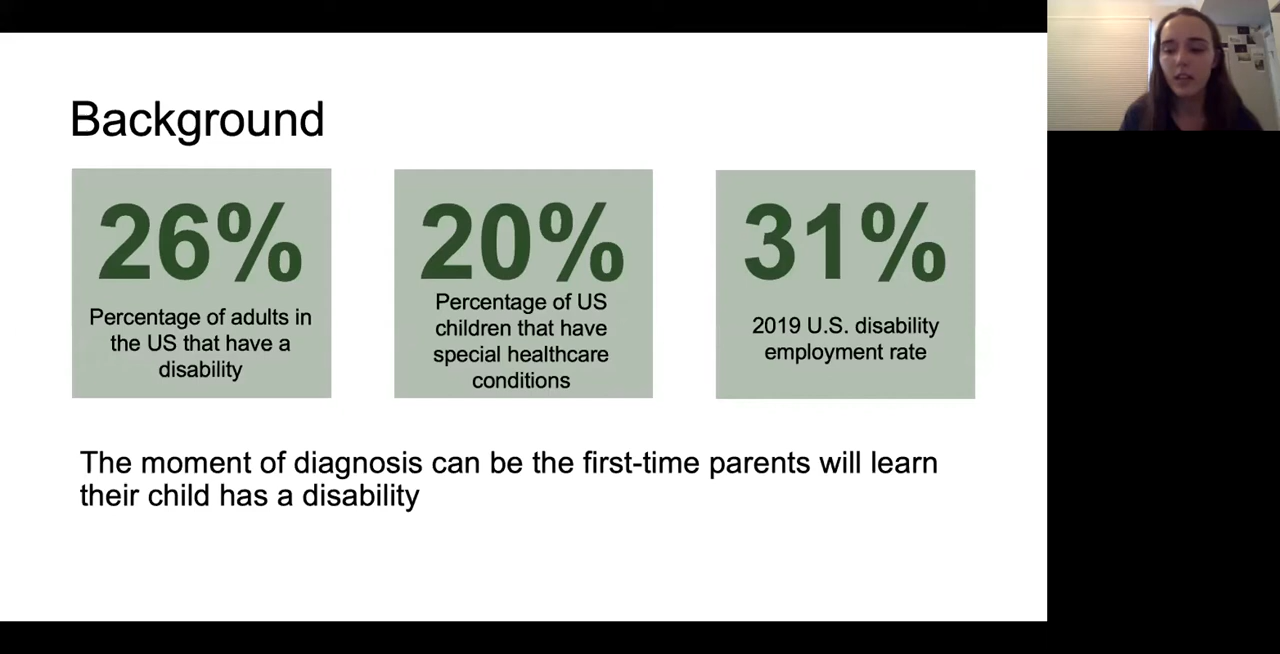 Background
26%
Percentage of adults in
the US that have a
disability
20%
Percentage of US
children that have
special healthcare
conditions
31%
2019 U.S. disability
employment rate
The moment of diagnosis can be the first-time parents will learn
their child has a disability